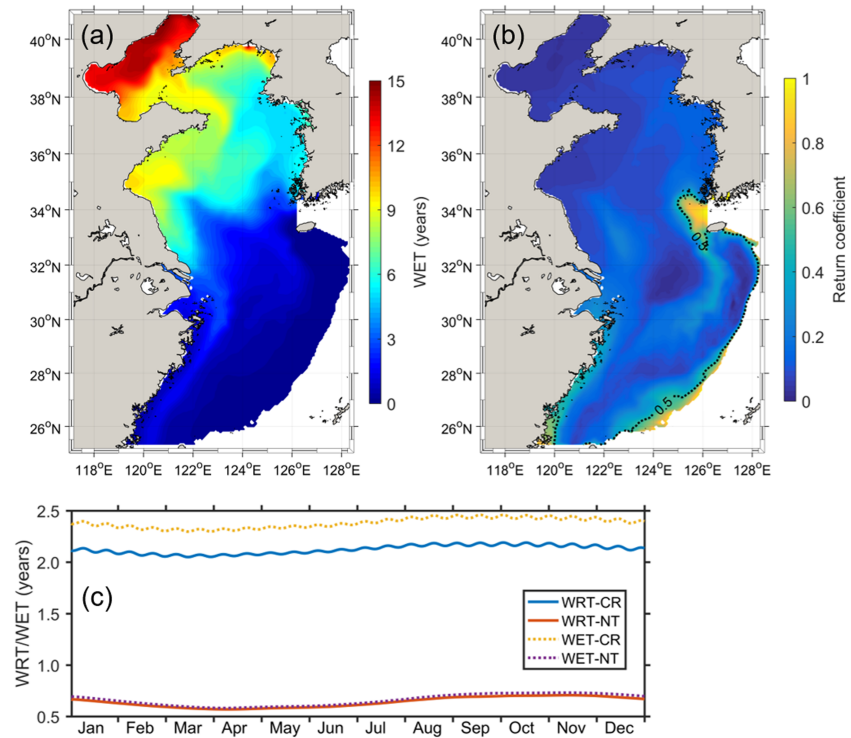 (a)
40°N
38°N
36°N
34°N
32°N
30°N
28°N
26°N
118°E 120°E 122°E 124°E 126°E 128°E
15
12
9
6
3
0
WET (years)
(b)
40°N
38°N
36°N
34°N
32°N
30°N
28°N
26°N
0.5
0.5
118°E 120°E 122°E 124°E 126°E 128°E
1
0.8
0.6
0.4
0.2
0
Return coefficient
(c)
WRT/WET (years)
2.5
2.0
1.5
1.0
0.5
WRT-CR
WRT-NT
WET-CR
WET-NT
Jan Feb Mar Apr May Jun Jul Aug Sep Oct Nov Dec